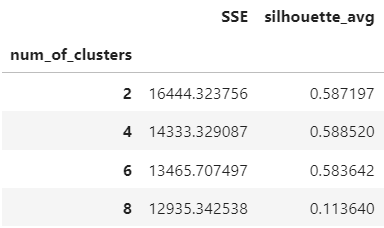 SSE silhouette_avg
num_of_clusters
2 16444.323756 0.587197
4 14333.329087 0.588520
6 13465.707497 0.583642
8 12935.342538 0.113640